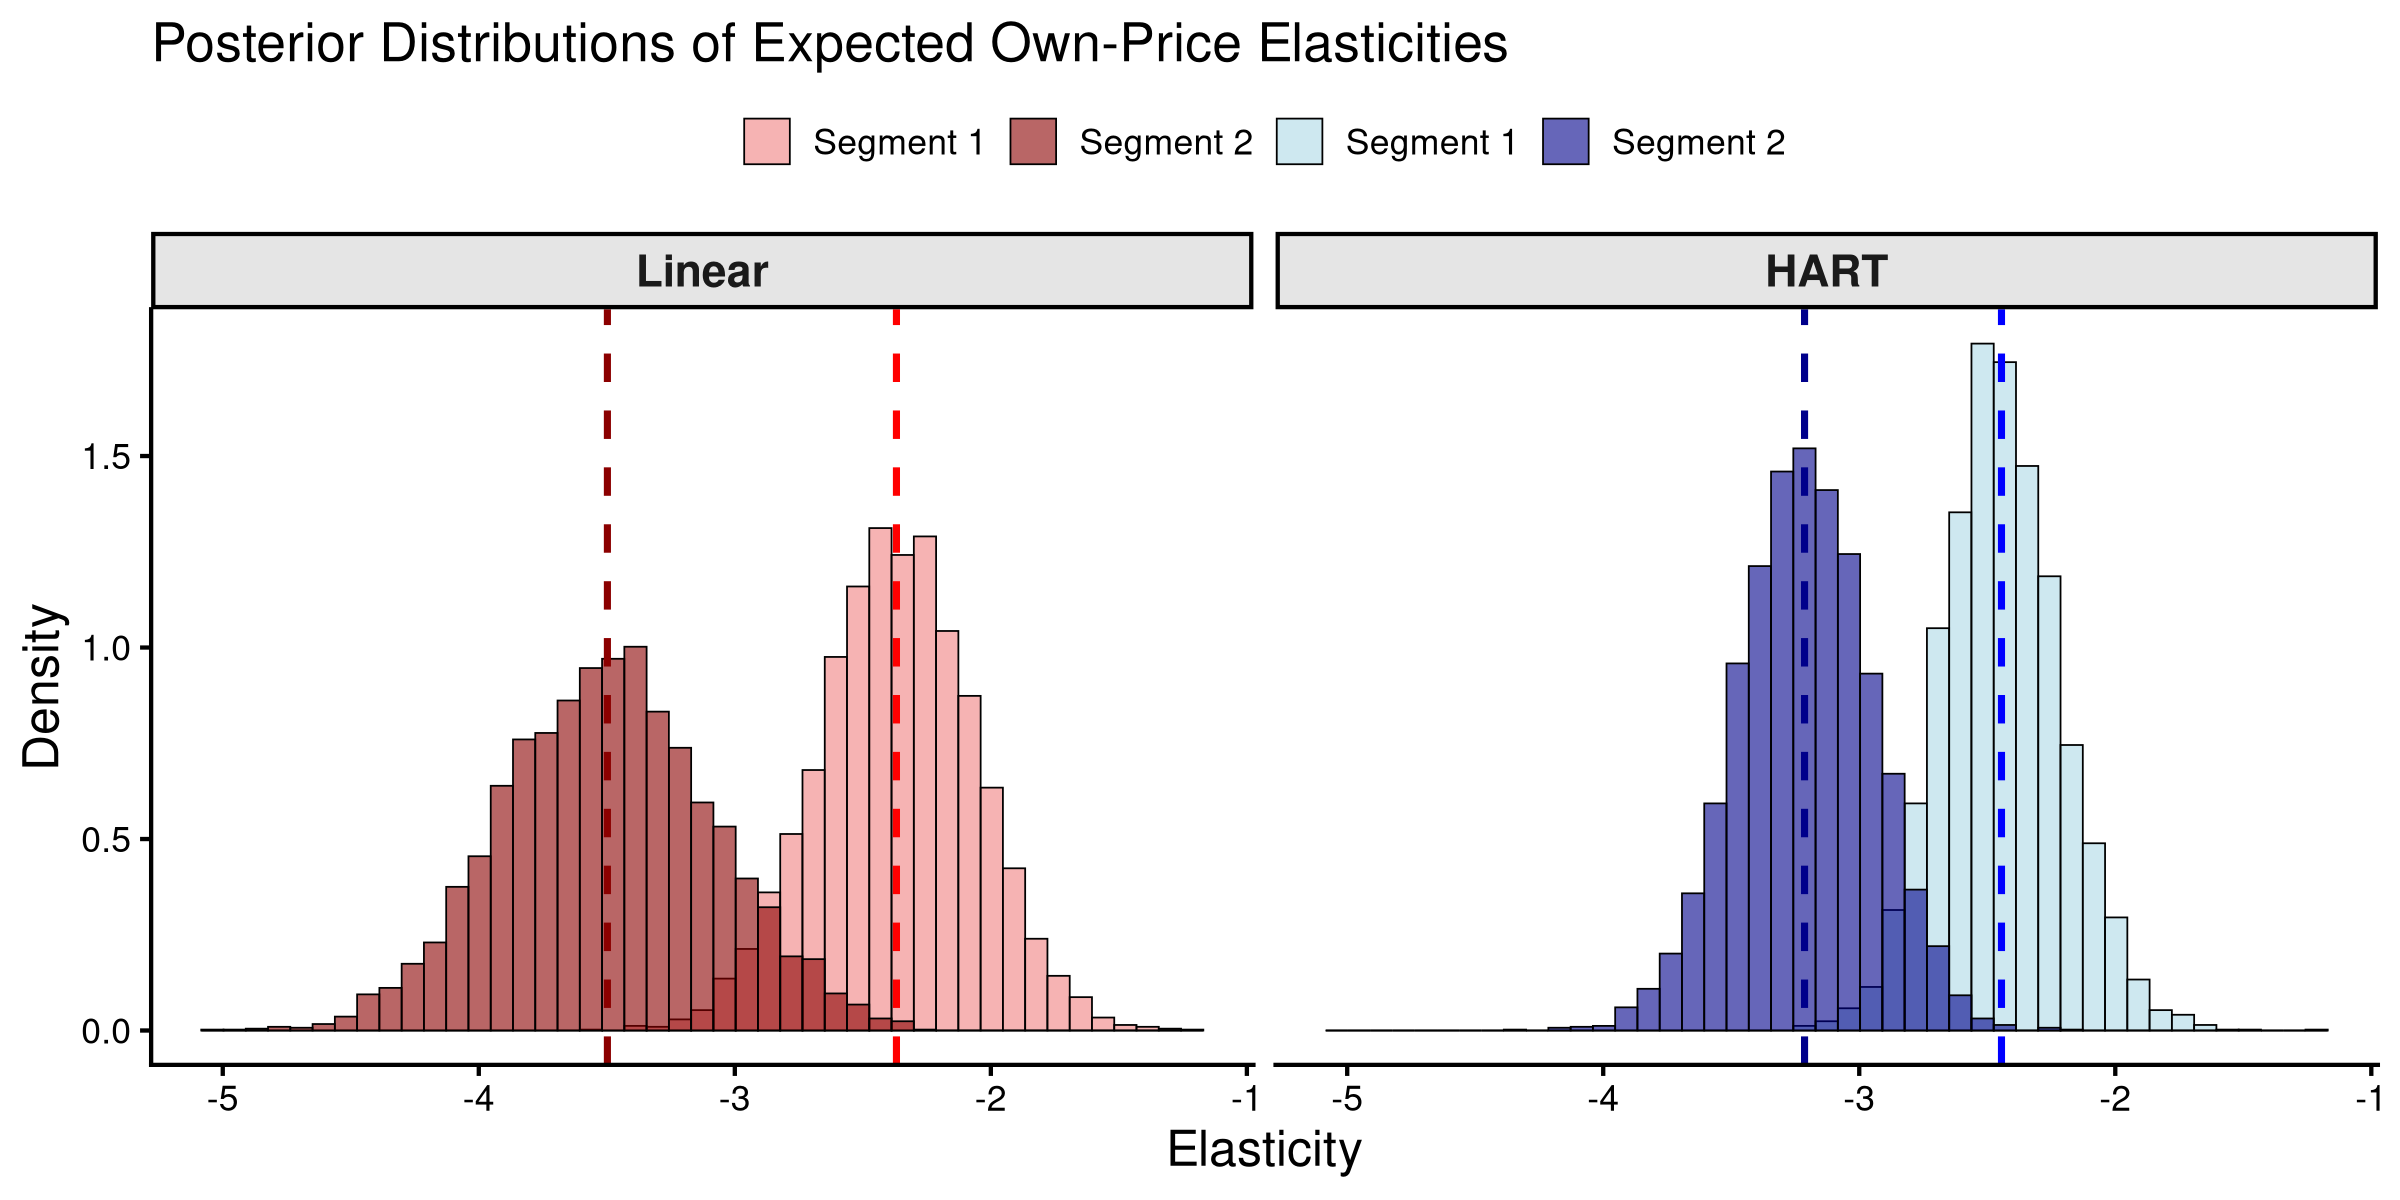 Posterior Distributions of Expected Own-Price Elasticities
Segment 1 Segment 2 Segment 1 Segment 2
Linear HART
Density
1.5
1.0
0.5
0.0
-5 -4 -3 -2 -1 -5 -4 -3 -2 -1
Elasticity